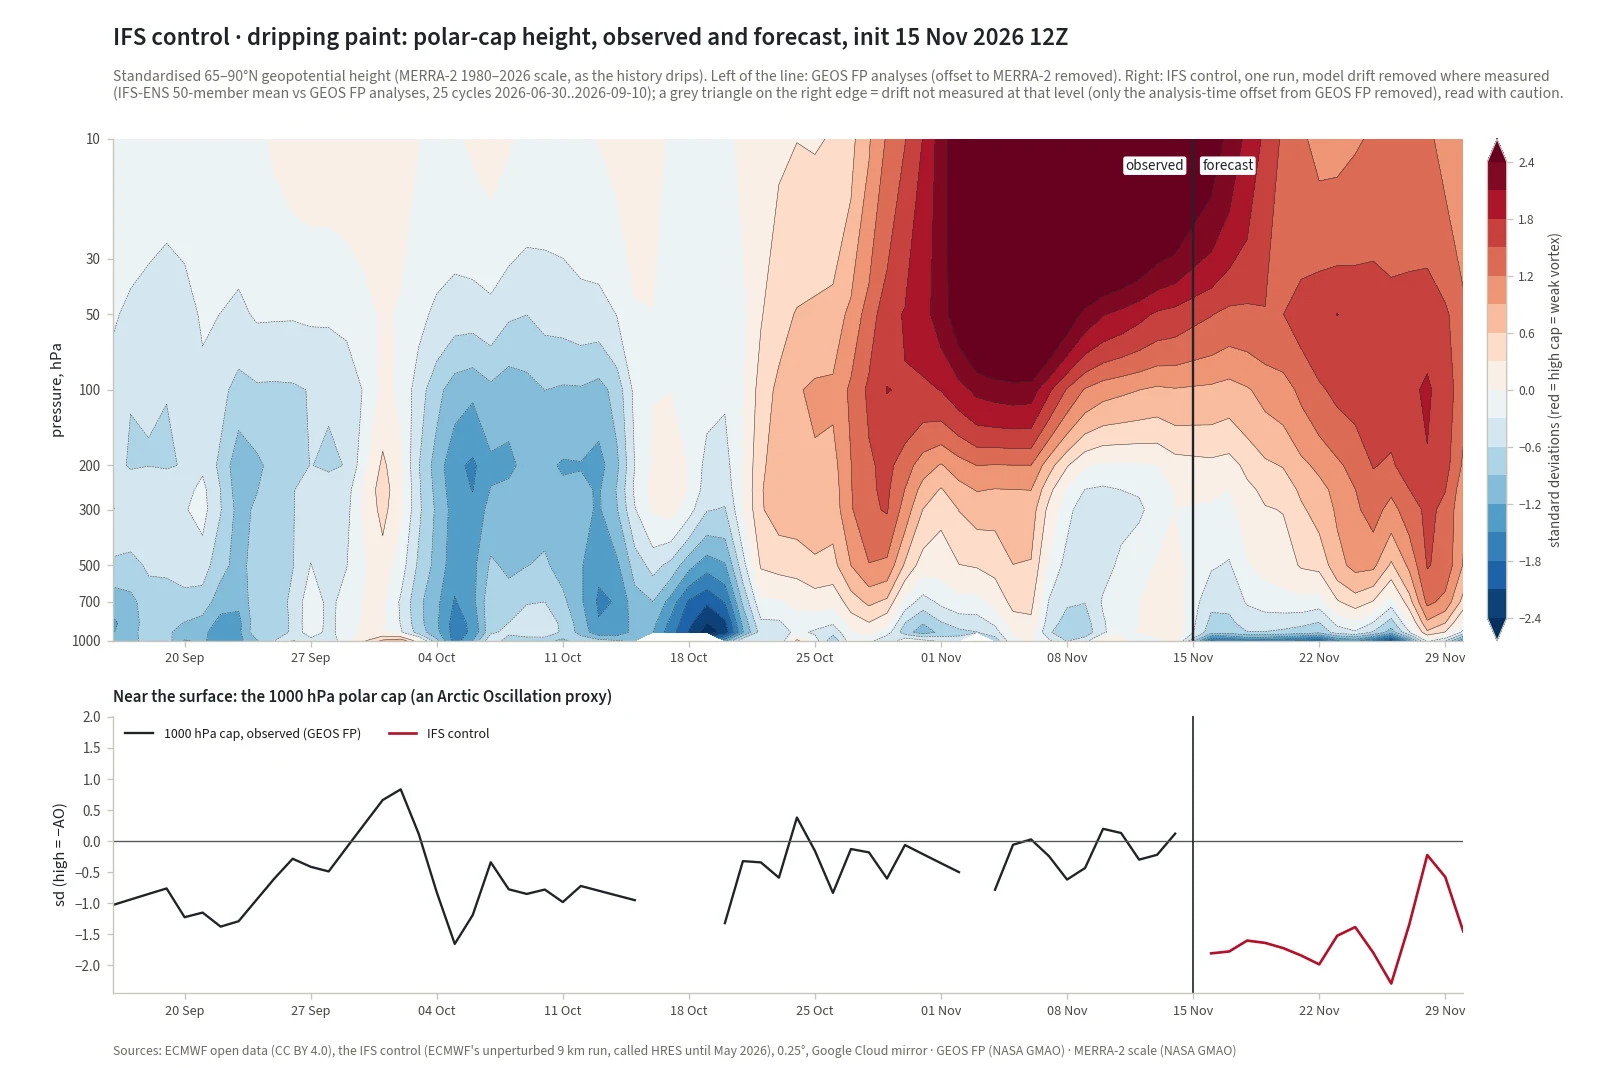 IFS control · dripping paint: polar-cap height, observed and forecast, init 15 Nov 2026 12Z
Standardised 65–90°N geopotential height (MERRA-2 1980–2026 scale, as the history drips). Left of the line: GEOS FP analyses (offset to MERRA-2 removed). Right: IFS control, one run, model drift removed where measured
(IFS-ENS 50-member mean vs GEOS FP analyses, 25 cycles 2026-06-30..2026-09-10); a grey triangle on the right edge = drift not measured at that level (only the analysis-time offset from GEOS FP removed), read with caution.
pressure, hPa
10
30
50
100
200
300
500
700
1000
observed
forecast
20 Sep
27 Sep
04 Oct
11 Oct
18 Oct
25 Oct
01 Nov
08 Nov
15 Nov
22 Nov
29 Nov
2.4
1.8
1.2
0.6
0.0
−0.6
−1.2
−1.8
−2.4
standard deviations (red = high cap = weak vortex)
Near the surface: the 1000 hPa polar cap (an Arctic Oscillation proxy)
sd (high = −AO)
2.0
1.5
1.0
0.5
0.0
−0.5
−1.0
−1.5
−2.0
1000 hPa cap, observed (GEOS FP)
IFS control
20 Sep
27 Sep
04 Oct
11 Oct
18 Oct
25 Oct
01 Nov
08 Nov
15 Nov
22 Nov
29 Nov
Sources: ECMWF open data (CC BY 4.0), the IFS control (ECMWF's unperturbed 9 km run, called HRES until May 2026), 0.25°, Google Cloud mirror · GEOS FP (NASA GMAO) · MERRA-2 scale (NASA GMAO)